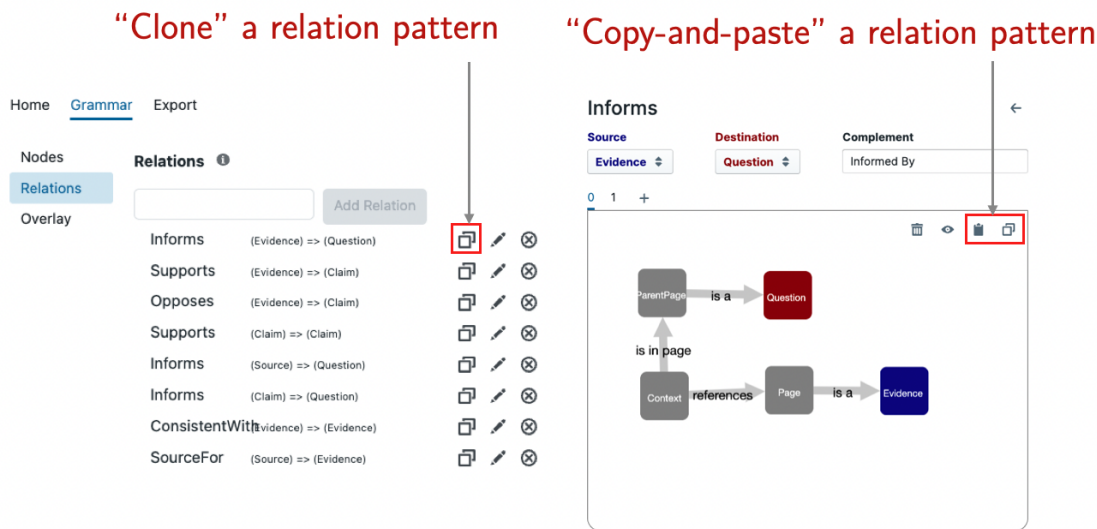 “Clone” a relation pattern
“Copy-and-paste” a relation pattern
Home Grammar Export
Nodes
Relations
Overlay
Relations
Add Relation
Informs (Evidence) => (Question)
Supports (Evidence) => (Claim)
Opposes (Evidence) => (Claim)
Supports (Claim) => (Claim)
Informs (Source) => (Question)
Informs (Claim) => (Question)
ConsistentWith (Evidence) => (Evidence)
SourceFor (Source) => (Evidence)
Informs
Source Destination Complement
Evidence Question Informed By
0 1 +
ParentPage is a Question
is in page
Context references Page is a Evidence